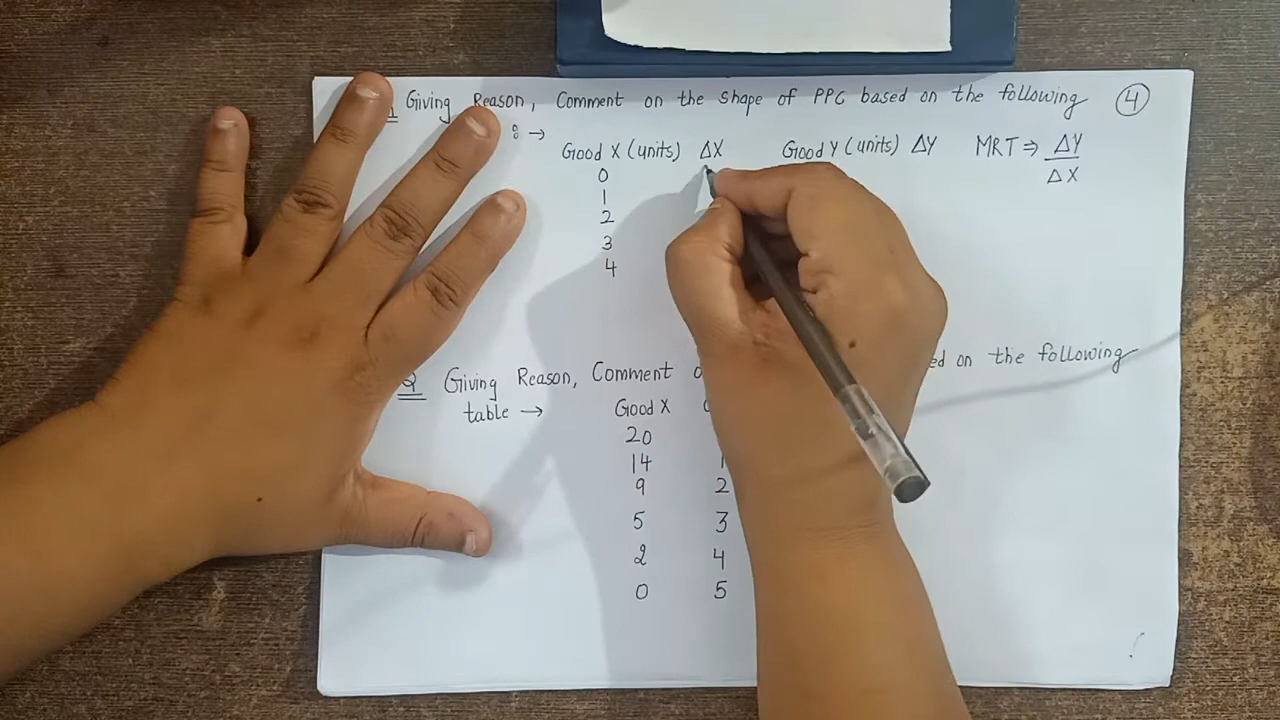 Giving Reason, Comment on the Shape of PPC based on the following ④
:→
Good X (units) ΔX Good Y (units) ΔY MRT ⇒ ΔY/ΔX
0
1
2
3
4
Q Giving Reason, Comment ed on the following
table →
Good X
20
14 1
9 2
5 3
2 4
0 5